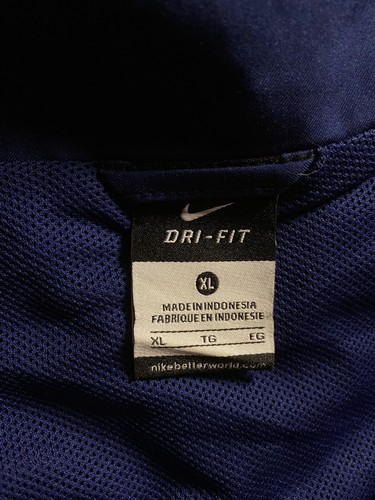 DRI-FIT
XL
MADE IN INDONESIA
FABRIQUE EN INDONESIE
XL TG EG
nikebetterworld.com